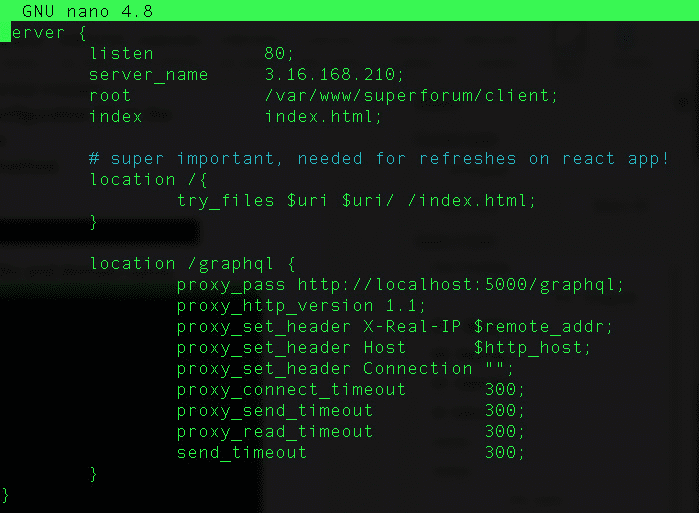 GNU nano 4.8
erver {
listen 80;
server_name 3.16.168.210;
root /var/www/superforum/client;
index index.html;
# super important, needed for refreshes on react app!
location /{
try_files $uri $uri/ /index.html;
}
location /graphql {
proxy_pass http://localhost:5000/graphql;
proxy_http_version 1.1;
proxy_set_header X-Real-IP $remote_addr;
proxy_set_header Host $http_host;
proxy_set_header Connection "";
proxy_connect_timeout 300;
proxy_send_timeout 300;
proxy_read_timeout 300;
send_timeout 300;
}
}